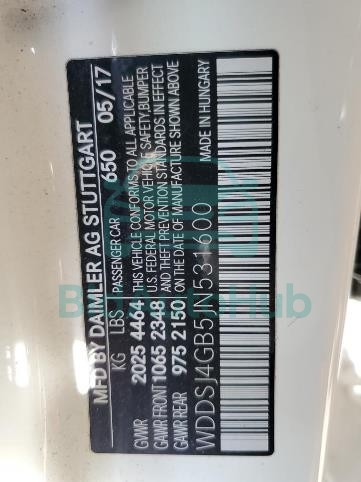 MFD BY DAIMLER AG STUTTGART
KG LBS PASSENGER CAR 650 05/17
GVWR 2025 4464 THIS VEHICLE CONFORMS TO ALL APPLICABLE
GAWR FRONT 1065 2348 U.S. FEDERAL MOTOR VEHICLE SAFETY, BUMPER
AND THEFT PREVENTION STANDARDS IN EFFECT
GAWR REAR 975 2150 ON THE DATE OF MANUFACTURE SHOWN ABOVE
WDDSJ4GB5JN531600 MADE IN HUNGARY